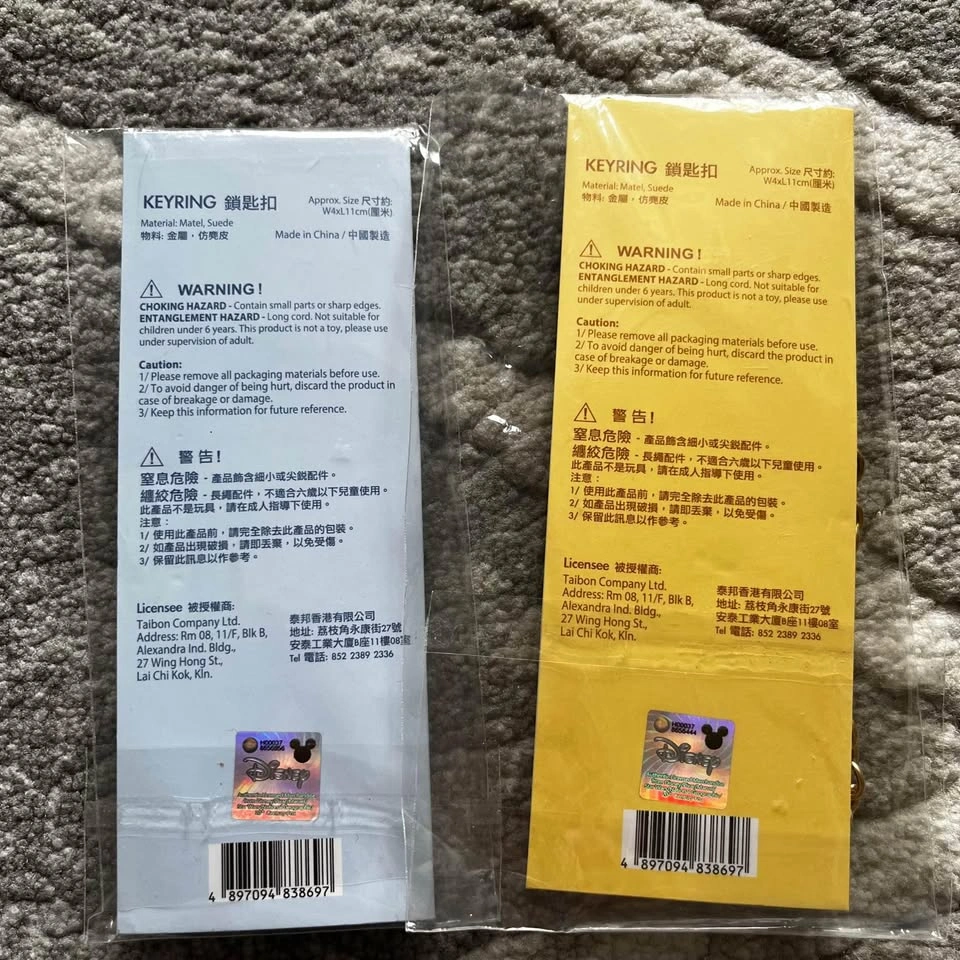 KEYRING 鎖匙扣
Approx. Size 尺寸約:
W4xL11cm(厘米)
Material: Matel, Suede
物料: 金屬，仿麂皮
Made in China / 中國製造
WARNING !
CHOKING HAZARD - Contain small parts or sharp edges.
ENTANGLEMENT HAZARD - Long cord. Not suitable for
children under 6 years. This product is not a toy, please use
under supervision of adult.
Caution:
1/ Please remove all packaging materials before use.
2/ To avoid danger of being hurt, discard the product in
case of breakage or damage.
3/ Keep this information for future reference.
警告!
窒息危險 - 產品飾含細小或尖銳配件。
纏絞危險 - 長繩配件，不適合六歲以下兒童使用。
此產品不是玩具，請在成人指導下使用。
注意：
1/ 使用此產品前，請完全除去此產品的包裝。
2/ 如產品出現破損，請即丟棄，以免受傷。
3/ 保留此訊息以作參考。
Licensee 被授權商:
Taibon Company Ltd.
Address: Rm 08, 11/F, Blk B,
Alexandra Ind. Bldg.,
27 Wing Hong St.,
Lai Chi Kok, Kln.
泰邦香港有限公司
地址: 荔枝角永康街27號
安泰工業大廈B座11樓08室
Tel 電話: 852 2389 2336
HD0037
Disney
4 897094 838697
KEYRING 鎖匙扣
Approx. Size 尺寸約:
W4xL11cm(厘米)
Material: Matel, Suede
物料: 金屬，仿麂皮
Made in China / 中國製造
WARNING !
CHOKING HAZARD - Contain small parts or sharp edges.
ENTANGLEMENT HAZARD - Long cord. Not suitable for
children under 6 years. This product is not a toy, please use
under supervision of adult.
Caution:
1/ Please remove all packaging materials before use.
2/ To avoid danger of being hurt, discard the product in
case of breakage or damage.
3/ Keep this information for future reference.
警告!
窒息危險 - 產品飾含細小或尖銳配件。
纏絞危險 - 長繩配件，不適合六歲以下兒童使用。
此產品不是玩具，請在成人指導下使用。
注意：
1/ 使用此產品前，請完全除去此產品的包裝。
2/ 如產品出現破損，請即丟棄，以免受傷。
3/ 保留此訊息以作參考。
Licensee 被授權商:
Taibon Company Ltd.
Address: Rm 08, 11/F, Blk B,
Alexandra Ind. Bldg.,
27 Wing Hong St.,
Lai Chi Kok, Kln.
泰邦香港有限公司
地址: 荔枝角永康街27號
安泰工業大廈B座11樓08室
Tel 電話: 852 2389 2336
HD0037
Disney
4 897094 838697